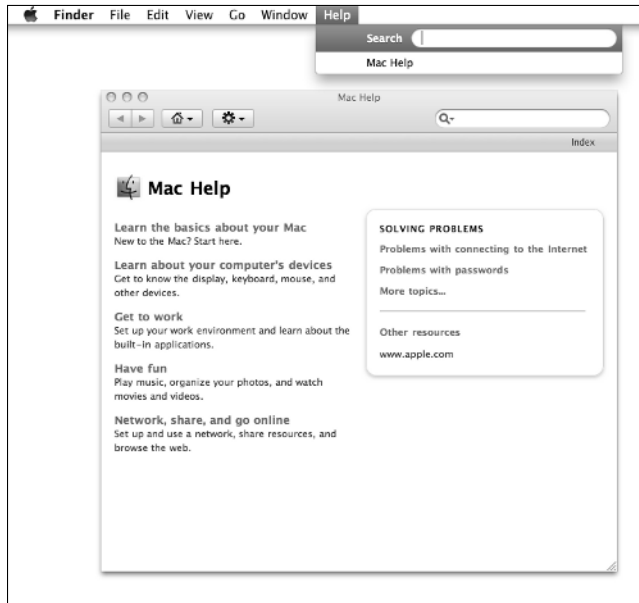 Finder File Edit View Go Window Help
Search
Mac Help
Mac Help
Index
Mac Help
Learn the basics about your Mac
New to the Mac? Start here.
Learn about your computer's devices
Get to know the display, keyboard, mouse, and
other devices.
Get to work
Set up your work environment and learn about the
built-in applications.
Have fun
Play music, organize your photos, and watch
movies and videos.
Network, share, and go online
Set up and use a network, share resources, and
browse the web.
SOLVING PROBLEMS
Problems with connecting to the Internet
Problems with passwords
More topics...
Other resources
www.apple.com